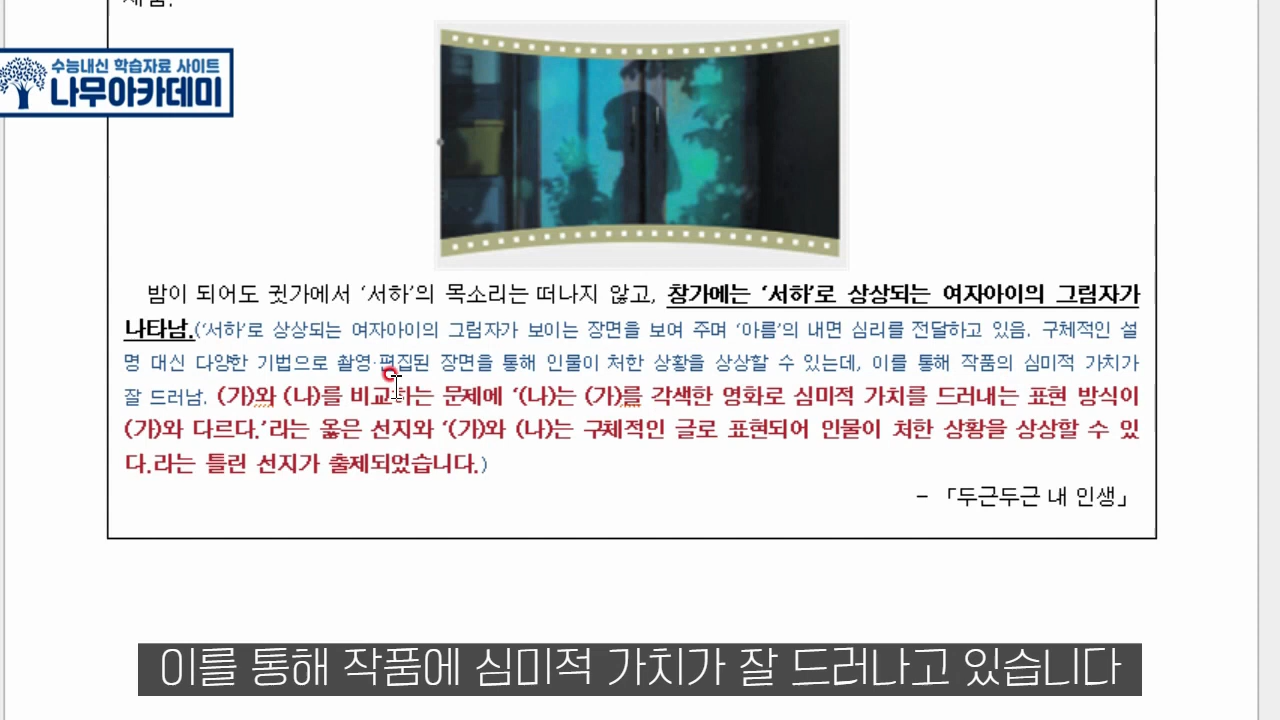 제 님.
수능내신 학습자료 사이트
나무아카데미
밤이 되어도 귓가에서 ‘서하’의 목소리는 떠나지 않고, 창가에는 ‘서하’로 상상되는 여자아이의 그림자가
나타남.(‘서하’로 상상되는 여자아이의 그림자가 보이는 장면을 보여 주며 ‘아름’의 내면 심리를 전달하고 있음. 구체적인 설
명 대신 다양한 기법으로 촬영·편집된 장면을 통해 인물이 처한 상황을 상상할 수 있는데, 이를 통해 작품의 심미적 가치가
잘 드러남. (가)와 (나)를 비교하는 문제에 ‘(나)는 (가)를 각색한 영화로 심미적 가치를 드러내는 표현 방식이
(가)와 다르다.’라는 옳은 선지와 ‘(가)와 (나)는 구체적인 글로 표현되어 인물이 처한 상황을 상상할 수 있
다.라는 틀린 선지가 출제되었습니다.)
- 「두근두근 내 인생」
이를 통해 작품에 심미적 가치가 잘 드러나고 있습니다